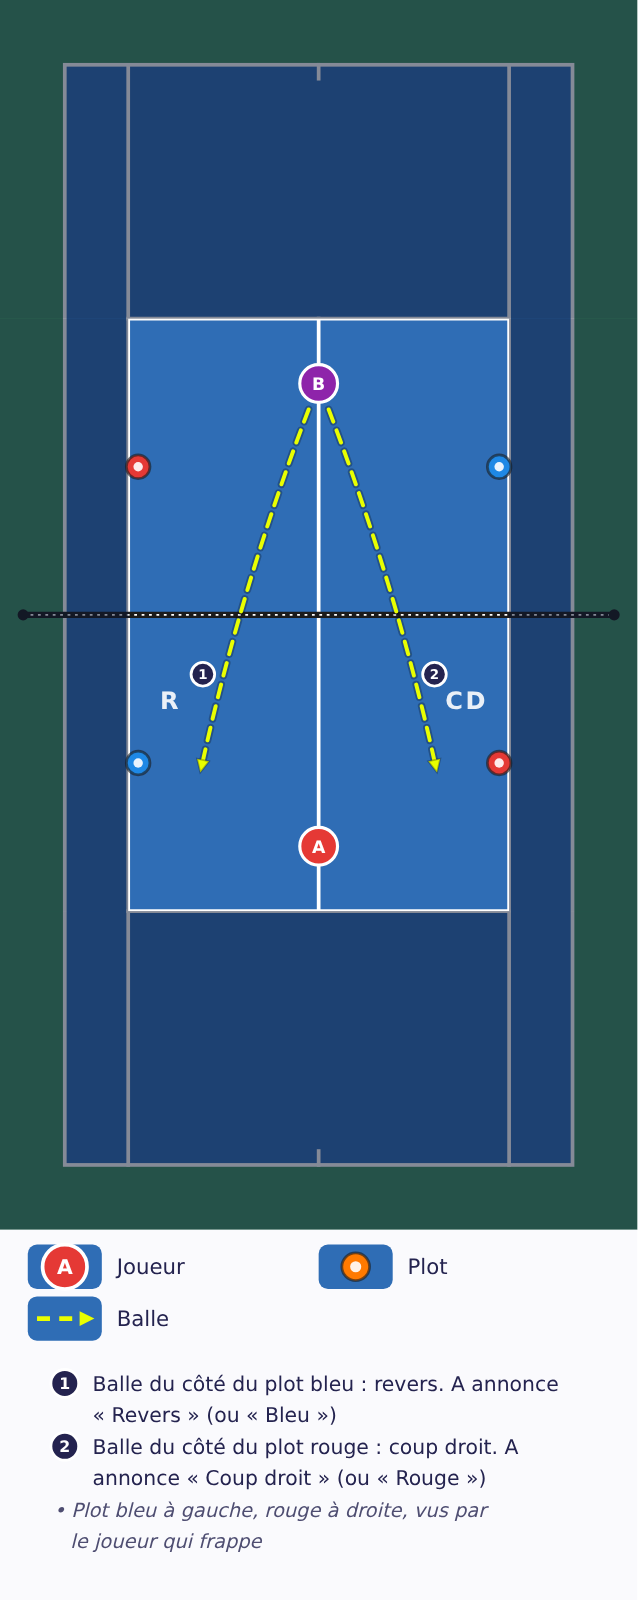 B
1
2
R
CD
A
A Joueur
Plot
Balle
1 Balle du côté du plot bleu : revers. A annonce
« Revers » (ou « Bleu »)
2 Balle du côté du plot rouge : coup droit. A
annonce « Coup droit » (ou « Rouge »)
• Plot bleu à gauche, rouge à droite, vus par
le joueur qui frappe